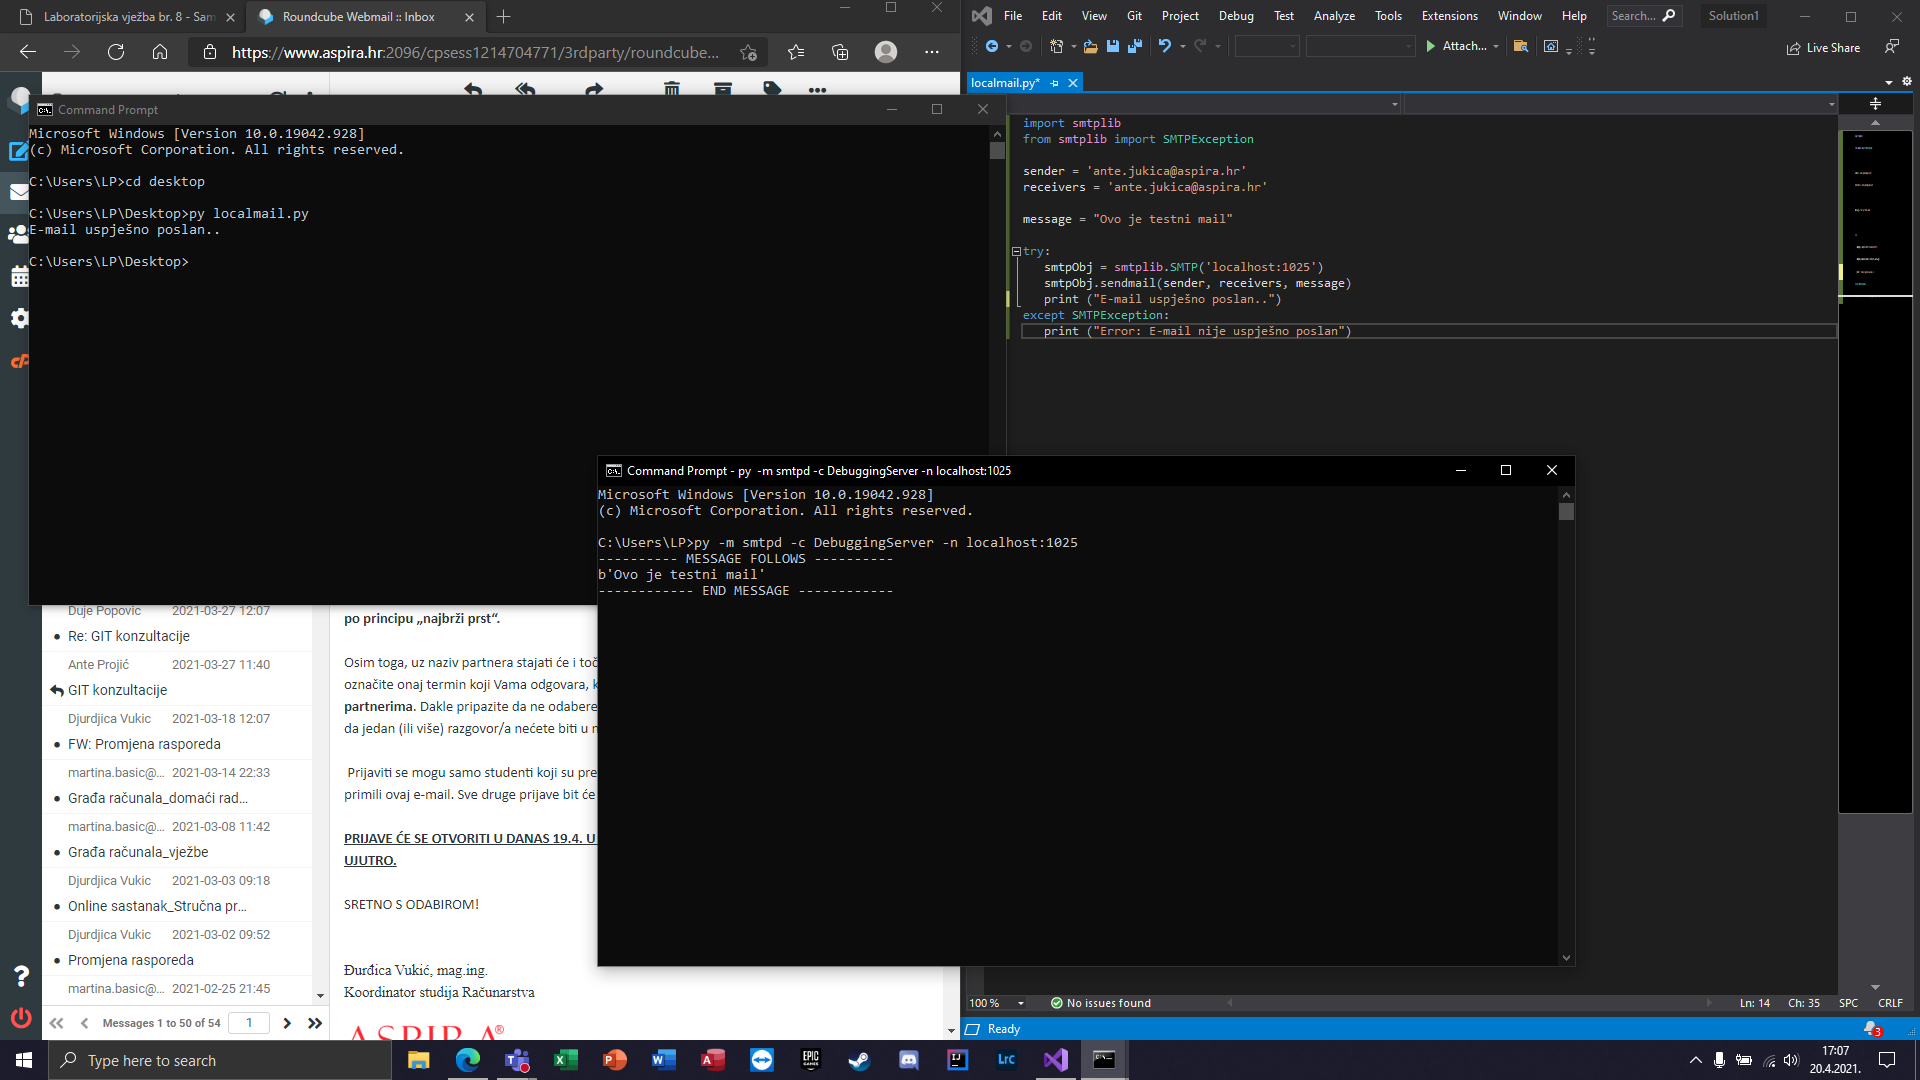 Laboratorijska vježba br. 8 - Sam
Roundcube Webmail :: Inbox
https://www.aspira.hr:2096/cpsess1214704771/3rdparty/roundcube...
Command Prompt
Microsoft Windows [Version 10.0.19042.928]
(c) Microsoft Corporation. All rights reserved.
C:\Users\LP>cd desktop
C:\Users\LP\Desktop>py localmail.py
E-mail uspješno poslan..
C:\Users\LP\Desktop>
Duje Popovic 2021-03-27 12:07
Re: GIT konzultacije
Ante Projić 2021-03-27 11:40
GIT konzultacije
Djurdjica Vukic 2021-03-18 12:07
FW: Promjena rasporeda
martina.basic@... 2021-03-14 22:33
Građa računala_domaći rad...
martina.basic@... 2021-03-08 11:42
Građa računala_vježbe
Djurdjica Vukic 2021-03-03 09:18
Online sastanak_Stručna pr...
Djurdjica Vukic 2021-03-02 09:52
Promjena rasporeda
martina.basic@... 2021-02-25 21:45
Messages 1 to 50 of 54 1
po principu „najbrži prst“.
Osim toga, uz naziv partnera stajati će i toč
označite onaj termin koji Vama odgovara, k
partnerima. Dakle pripazite da ne odabere
da jedan (ili više) razgovor/a nećete biti u
Prijaviti se mogu samo studenti koji su pre
primili ovaj e-mail. Sve druge prijave bit će
PRIJAVE ĆE SE OTVORITI U DANAS 19.4. U
UJUTRO.
SRETNO S ODABIROM!
Đurđica Vukić, mag.ing.
Koordinator studija Računarstva
ASPIRA®
File Edit View Git Project Debug Test Analyze Tools Extensions Window Help Search... Solution1
Attach... Live Share
localmail.py*
import smtplib
from smtplib import SMTPException
sender = 'ante.jukica@aspira.hr'
receivers = 'ante.jukica@aspira.hr'
message = "Ovo je testni mail"
try:
smtpObj = smtplib.SMTP('localhost:1025')
smtpObj.sendmail(sender, receivers, message)
print ("E-mail uspješno poslan..")
except SMTPException:
print ("Error: E-mail nije uspješno poslan")
Command Prompt - py -m smtpd -c DebuggingServer -n localhost:1025
Microsoft Windows [Version 10.0.19042.928]
(c) Microsoft Corporation. All rights reserved.
C:\Users\LP>py -m smtpd -c DebuggingServer -n localhost:1025
---------- MESSAGE FOLLOWS ----------
b'Ovo je testni mail'
------------ END MESSAGE ------------
100 % No issues found Ln: 14 Ch: 35 SPC CRLF
Ready 3
Type here to search
EPIC GAMES
IJ
Lrc
17:07
20.4.2021.